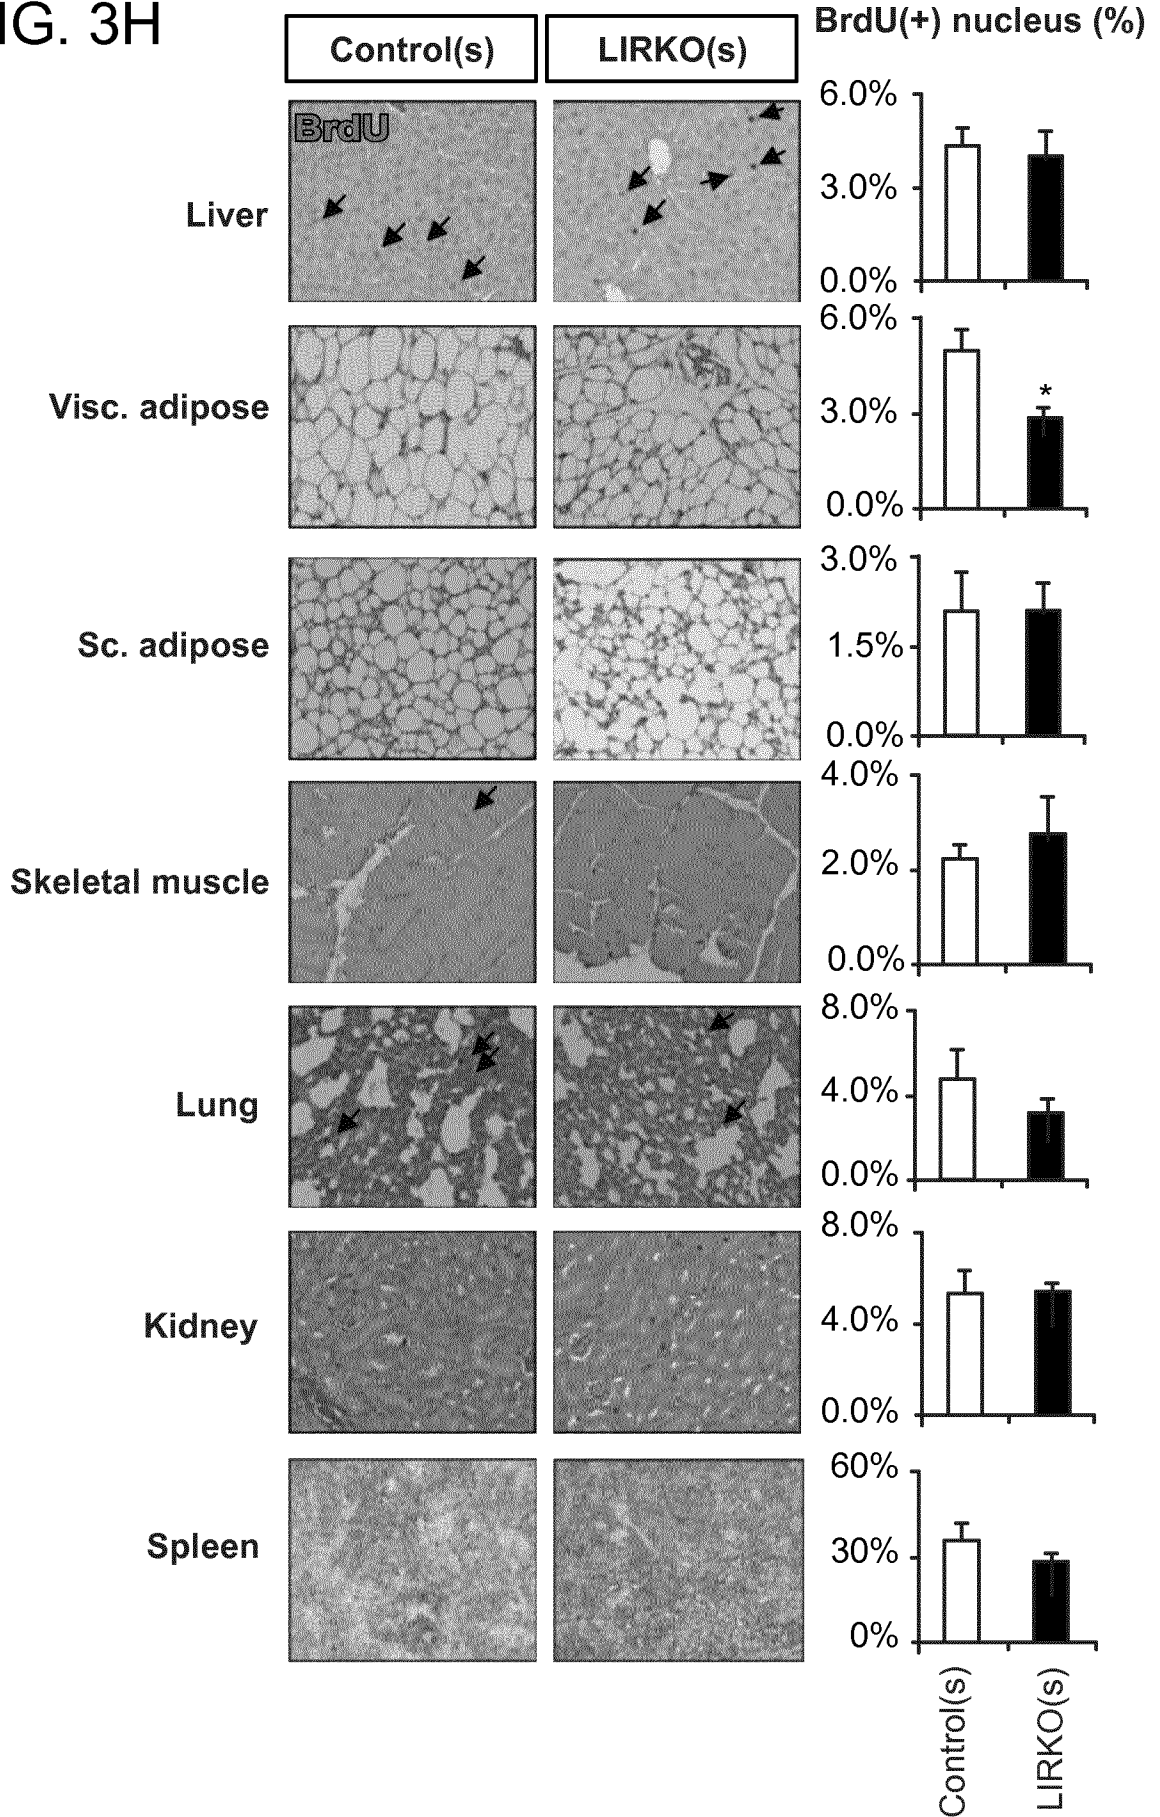 IG. 3H
BrdU(+) nucleus (%)
Control(s) LIRKO(s)
BrdU
Liver
6.0%
3.0%
0.0%
Visc. adipose
6.0%
*
3.0%
0.0%
Sc. adipose
3.0%
1.5%
0.0%
Skeletal muscle
4.0%
2.0%
0.0%
Lung
8.0%
4.0%
0.0%
Kidney
8.0%
4.0%
0.0%
Spleen
60%
30%
0%
Control(s)
LIRKO(s)